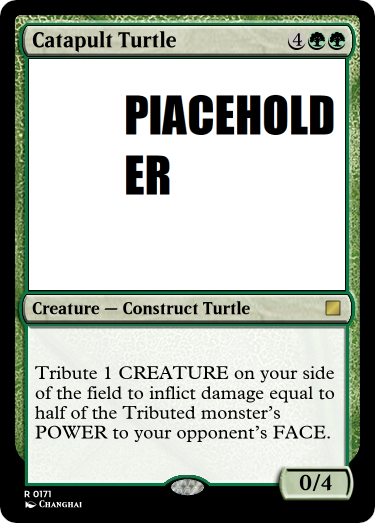 Catapult Turtle 4
PIACEHOLD
ER
Creature — Construct Turtle
Tribute 1 CREATURE on your side
of the field to inflict damage equal to
half of the Tributed monster's
POWER to your opponent's FACE.
0/4
R 0171
CHANGHAI